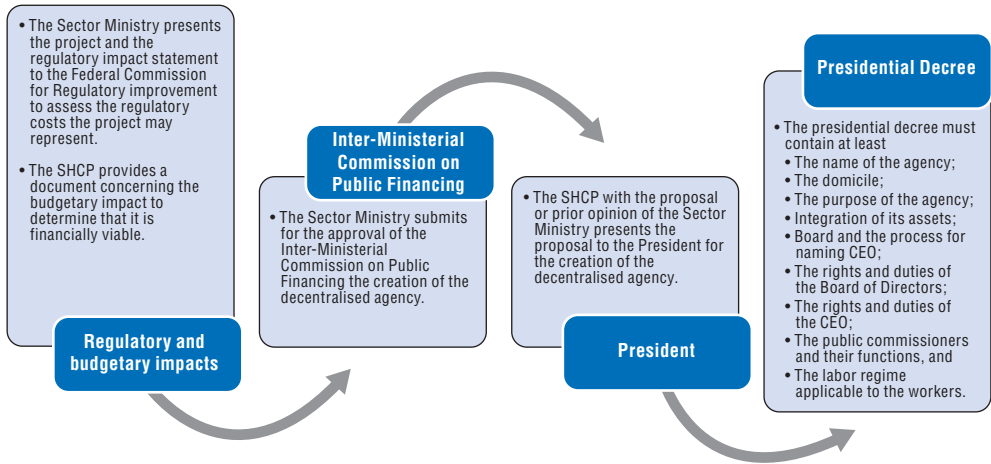 • The Sector Ministry presents
the project and the
regulatory impact statement
to the Federal Commission
for Regulatory improvement
to assess the regulatory
costs the project may
represent.
• The SHCP provides a
document concerning the
budgetary impact to
determine that it is
financially viable.
Regulatory and
budgetary impacts
Inter-Ministerial
Commission on
Public Financing
• The Sector Ministry submits
for the approval of the
Inter-Ministerial
Commission on Public
Financing the creation of the
decentralised agency.
• The SHCP with the proposal
or prior opinion of the Sector
Ministry presents the
proposal to the President for
the creation of the
decentralised agency.
President
Presidential Decree
• The presidential decree must
contain at least
• The name of the agency;
• The domicile;
• The purpose of the agency;
• Integration of its assets;
• Board and the process for
naming CEO;
• The rights and duties of
the Board of Directors;
• The rights and duties of
the CEO;
• The public commissioners
and their functions, and
• The labor regime
applicable to the workers.